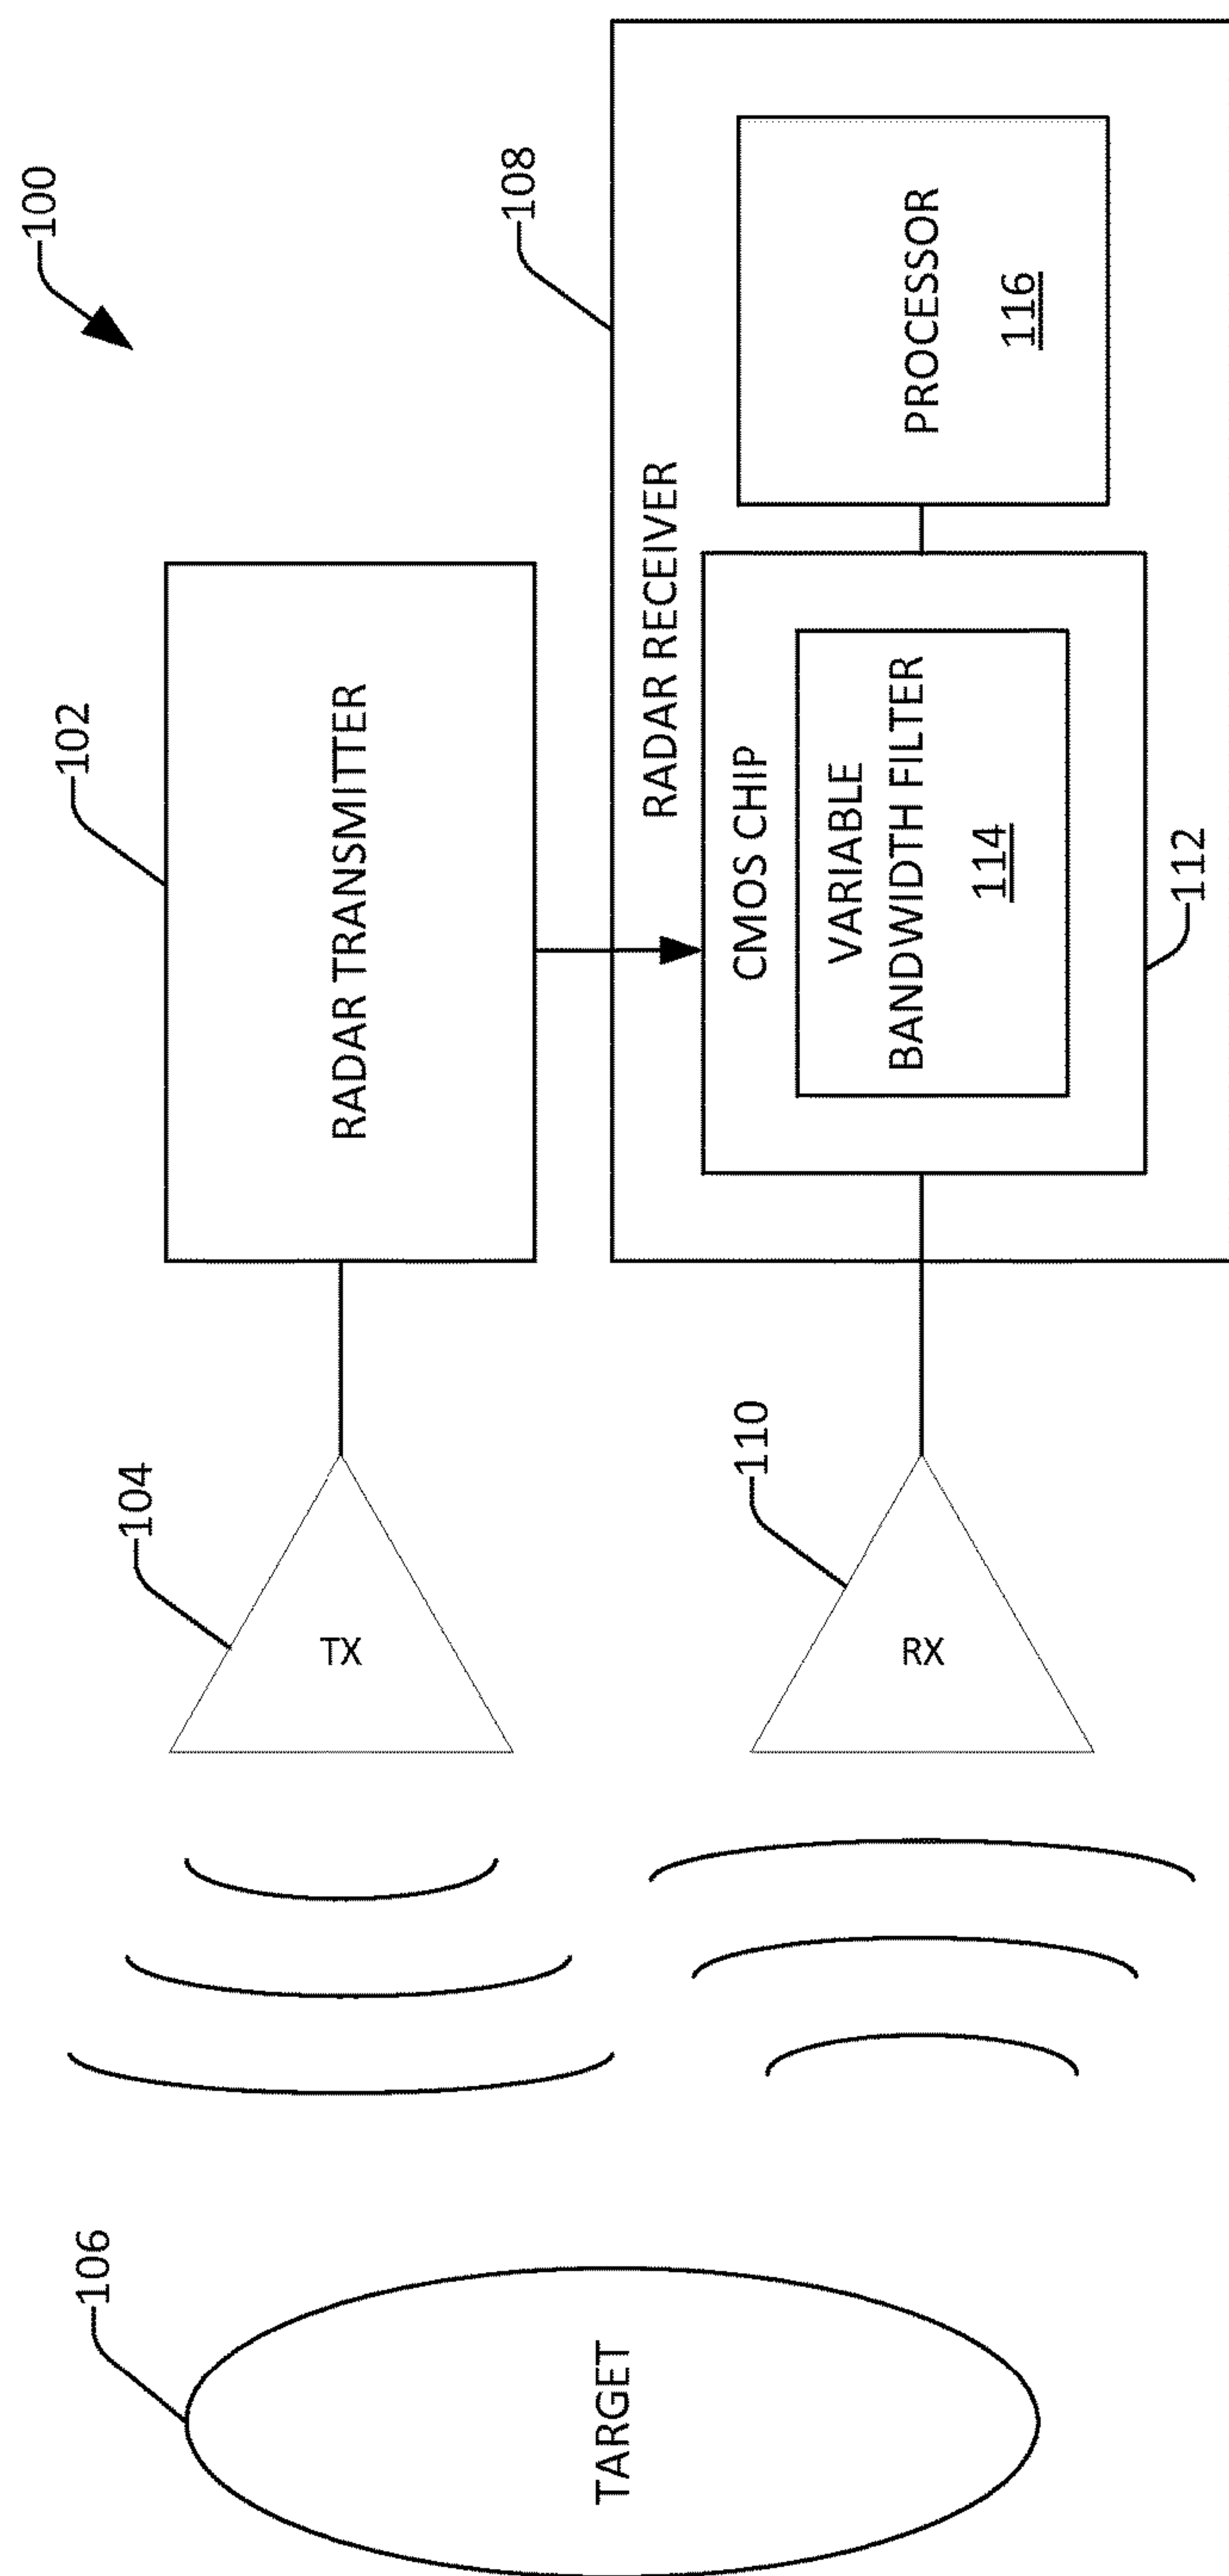 100
102
RADAR TRANSMITTER
104
TX
106
TARGET
108
RADAR RECEIVER
110
RX
CMOS CHIP
VARIABLE
BANDWIDTH FILTER
114
112
PROCESSOR
116